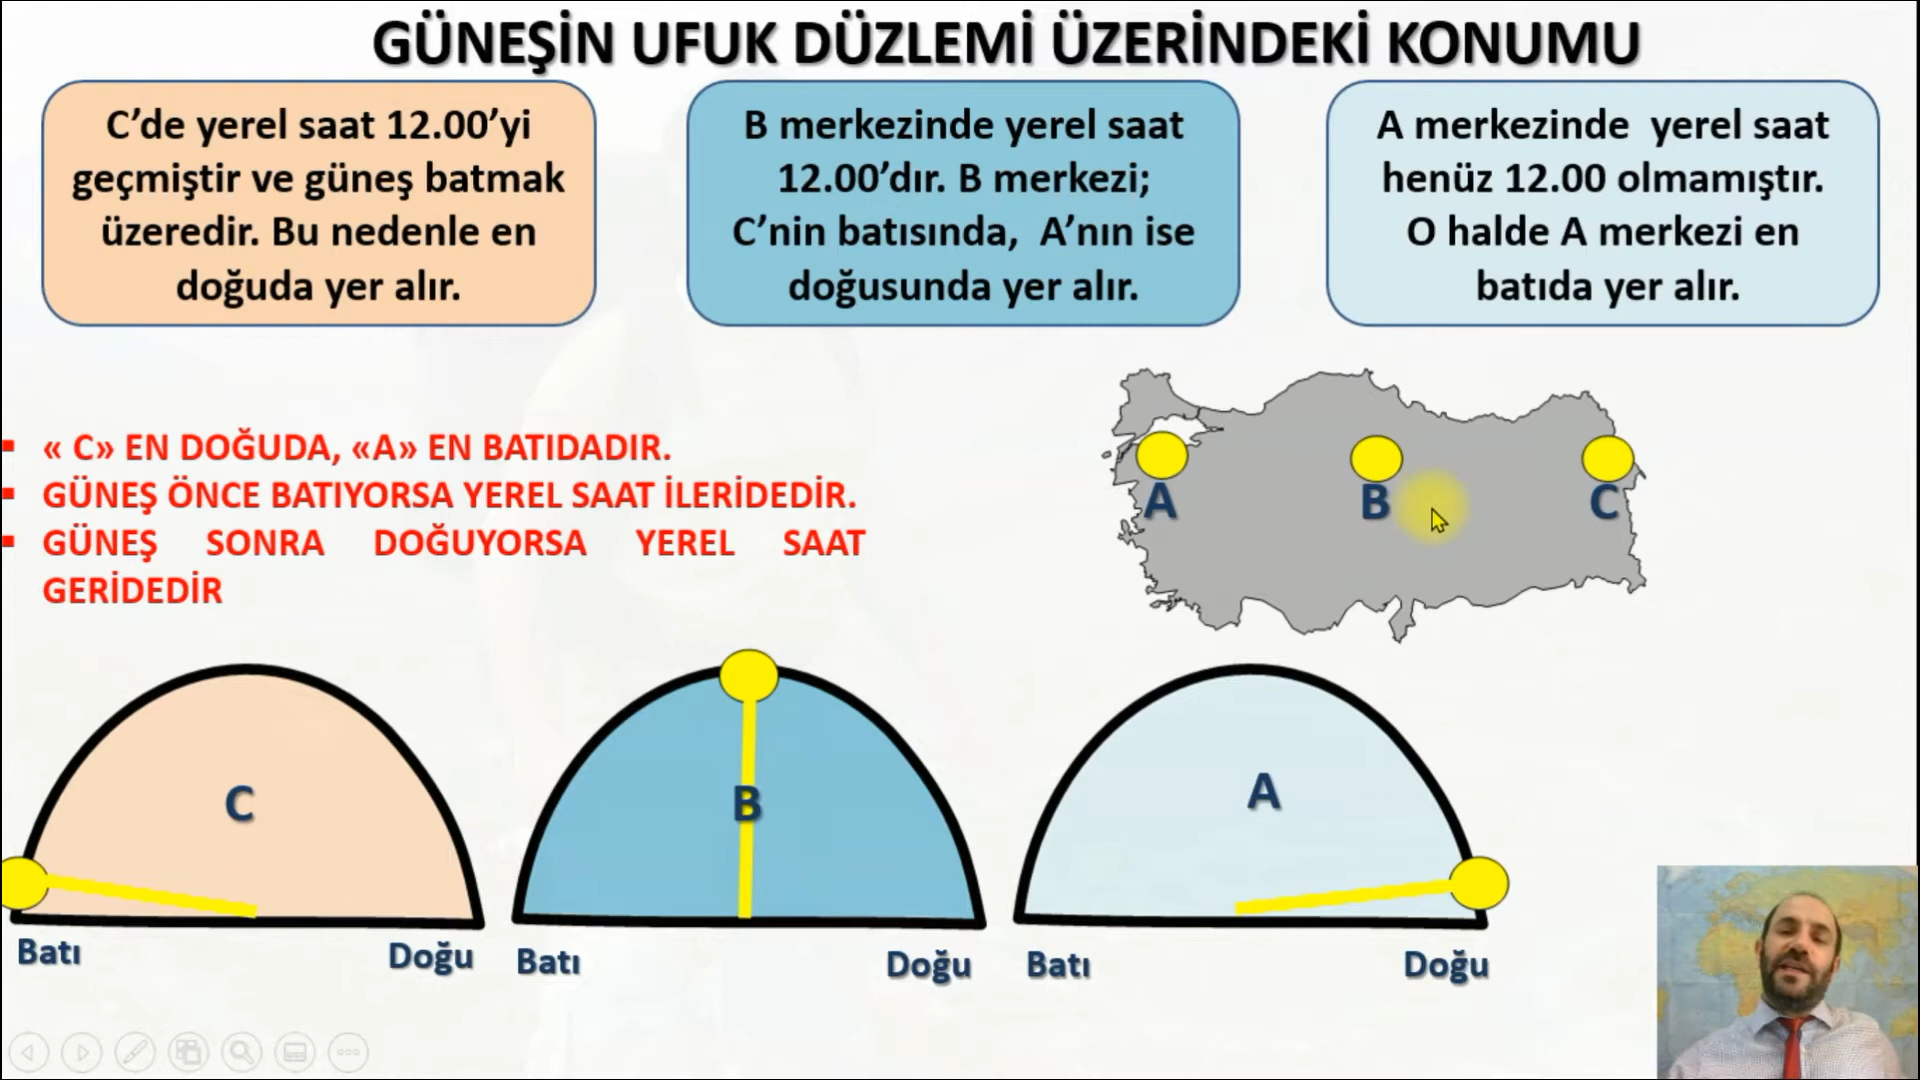 GÜNEŞİN UFUK DÜZLEMİ ÜZERİNDEKİ KONUMU
C’de yerel saat 12.00’yi
geçmiştir ve güneş batmak
üzeredir. Bu nedenle en
doğuda yer alır.
B merkezinde yerel saat
12.00’dır. B merkezi;
C’nin batısında, A’nın ise
doğusunda yer alır.
A merkezinde yerel saat
henüz 12.00 olmamıştır.
O halde A merkezi en
batıda yer alır.
« C» EN DOĞUDA, «A» EN BATIDADIR.
GÜNEŞ ÖNCE BATIYORSA YEREL SAAT İLERİDEDİR.
GÜNEŞ SONRA DOĞUYORSA YEREL SAAT
GERİDEDİR
A
B
C
C
B
A
Batı
Doğu
Batı
Doğu
Batı
Doğu